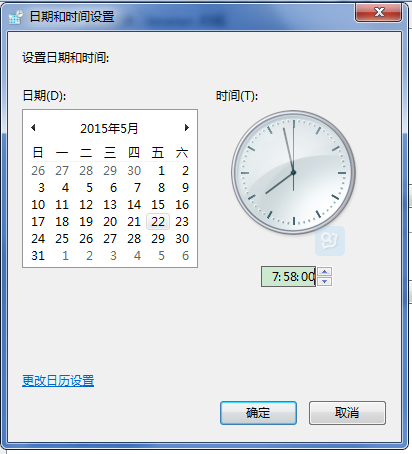 日期和时间设置
设置日期和时间:
日期(D):
时间(T):
2015年5月
日 一 二 三 四 五 六
26 27 28 29 30 1 2
3 4 5 6 7 8 9
10 11 12 13 14 15 16
17 18 19 20 21 22 23
24 25 26 27 28 29 30
31 1 2 3 4 5 6
7:58:00
更改日历设置
确定
取消